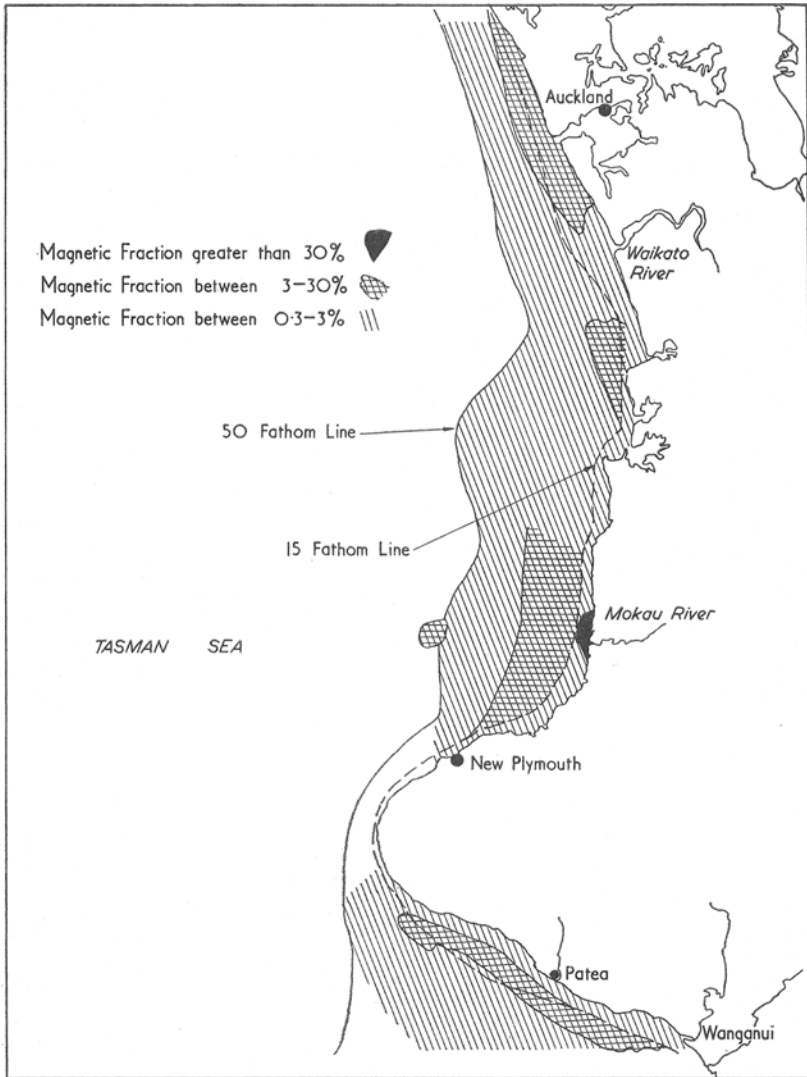 Auckland
Magnetic Fraction greater than 30%
Magnetic Fraction between 3-30%
Magnetic Fraction between 0·3-3%
Waikato
River
50 Fathom Line
15 Fathom Line
Mokau River
TASMAN SEA
New Plymouth
Patea
Wanganui